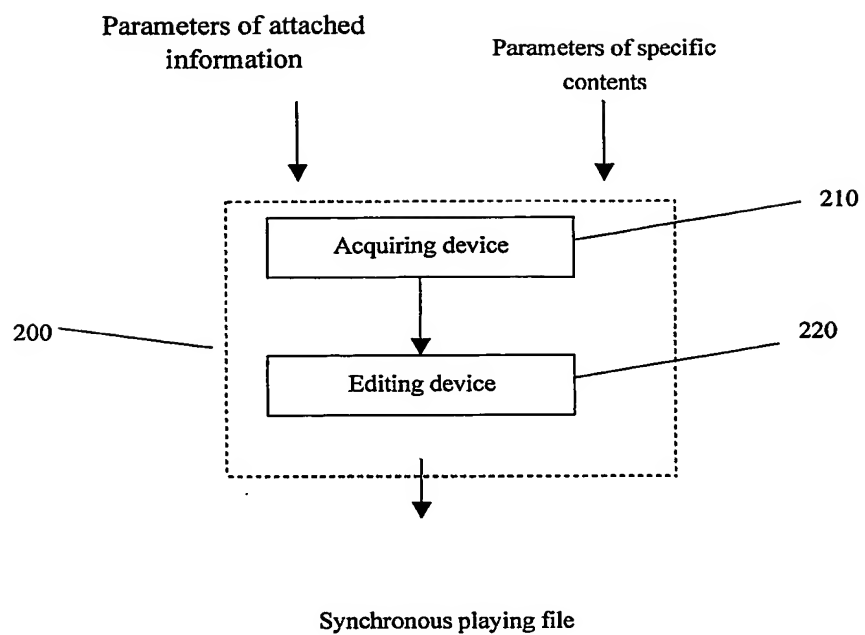 Parameters of attached
information
Parameters of specific
contents
210
Acquiring device
200
220
Editing device
Synchronous playing file